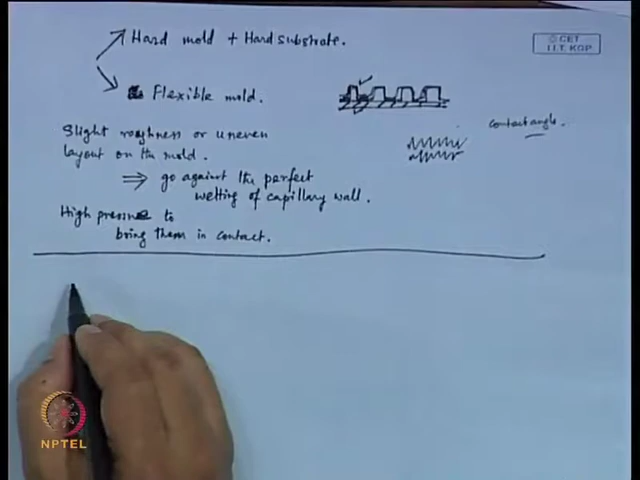 Hard mold + Hard substrate.
© CET
I.I.T. KGP
Flexible mold.
Contact angle.
Slight roughness or uneven
layout on the mold.
⇒ go against the perfect
wetting of capillary wall.
High pressure to
bring them in contact.
NPTEL